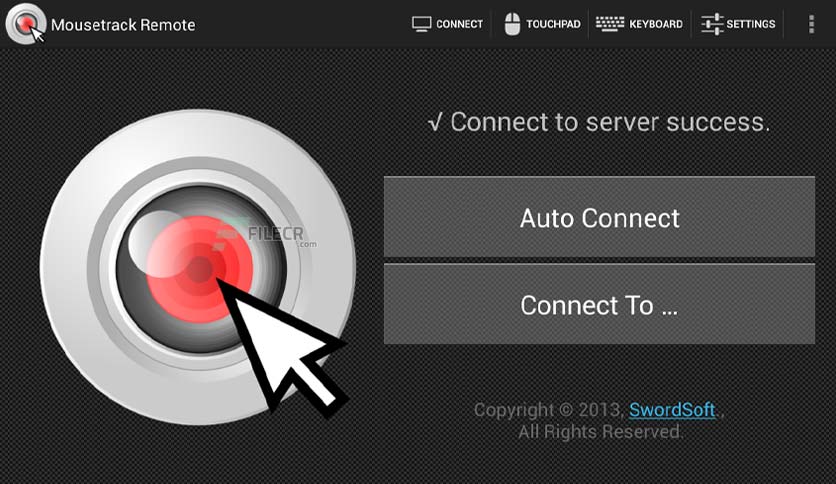 Mousetrack Remote
CONNECT
TOUCHPAD
KEYBOARD
SETTINGS
√ Connect to server success.
Auto Connect
FILECR
.com
Connect To ...
Copyright © 2013, SwordSoft.,
All Rights Reserved.